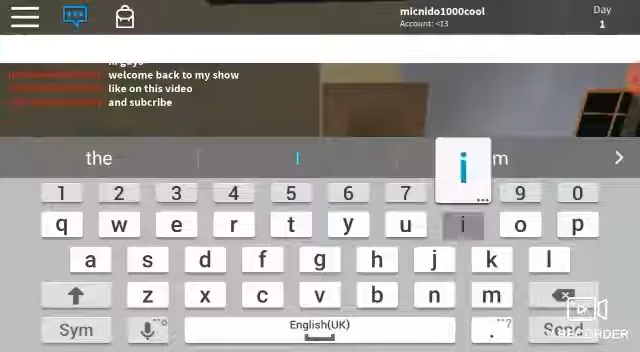 micnido1000cool
Account: <13
Day
1
hi guys
welcome back to my show
like on this video
and subcribe
the
I
m
i
1 2 3 4 5 6 7 9 0
q w e r t y u i o p
a s d f g h j k l
z x c v b n m
Sym
English(UK)
. ?
Send
RECORDER